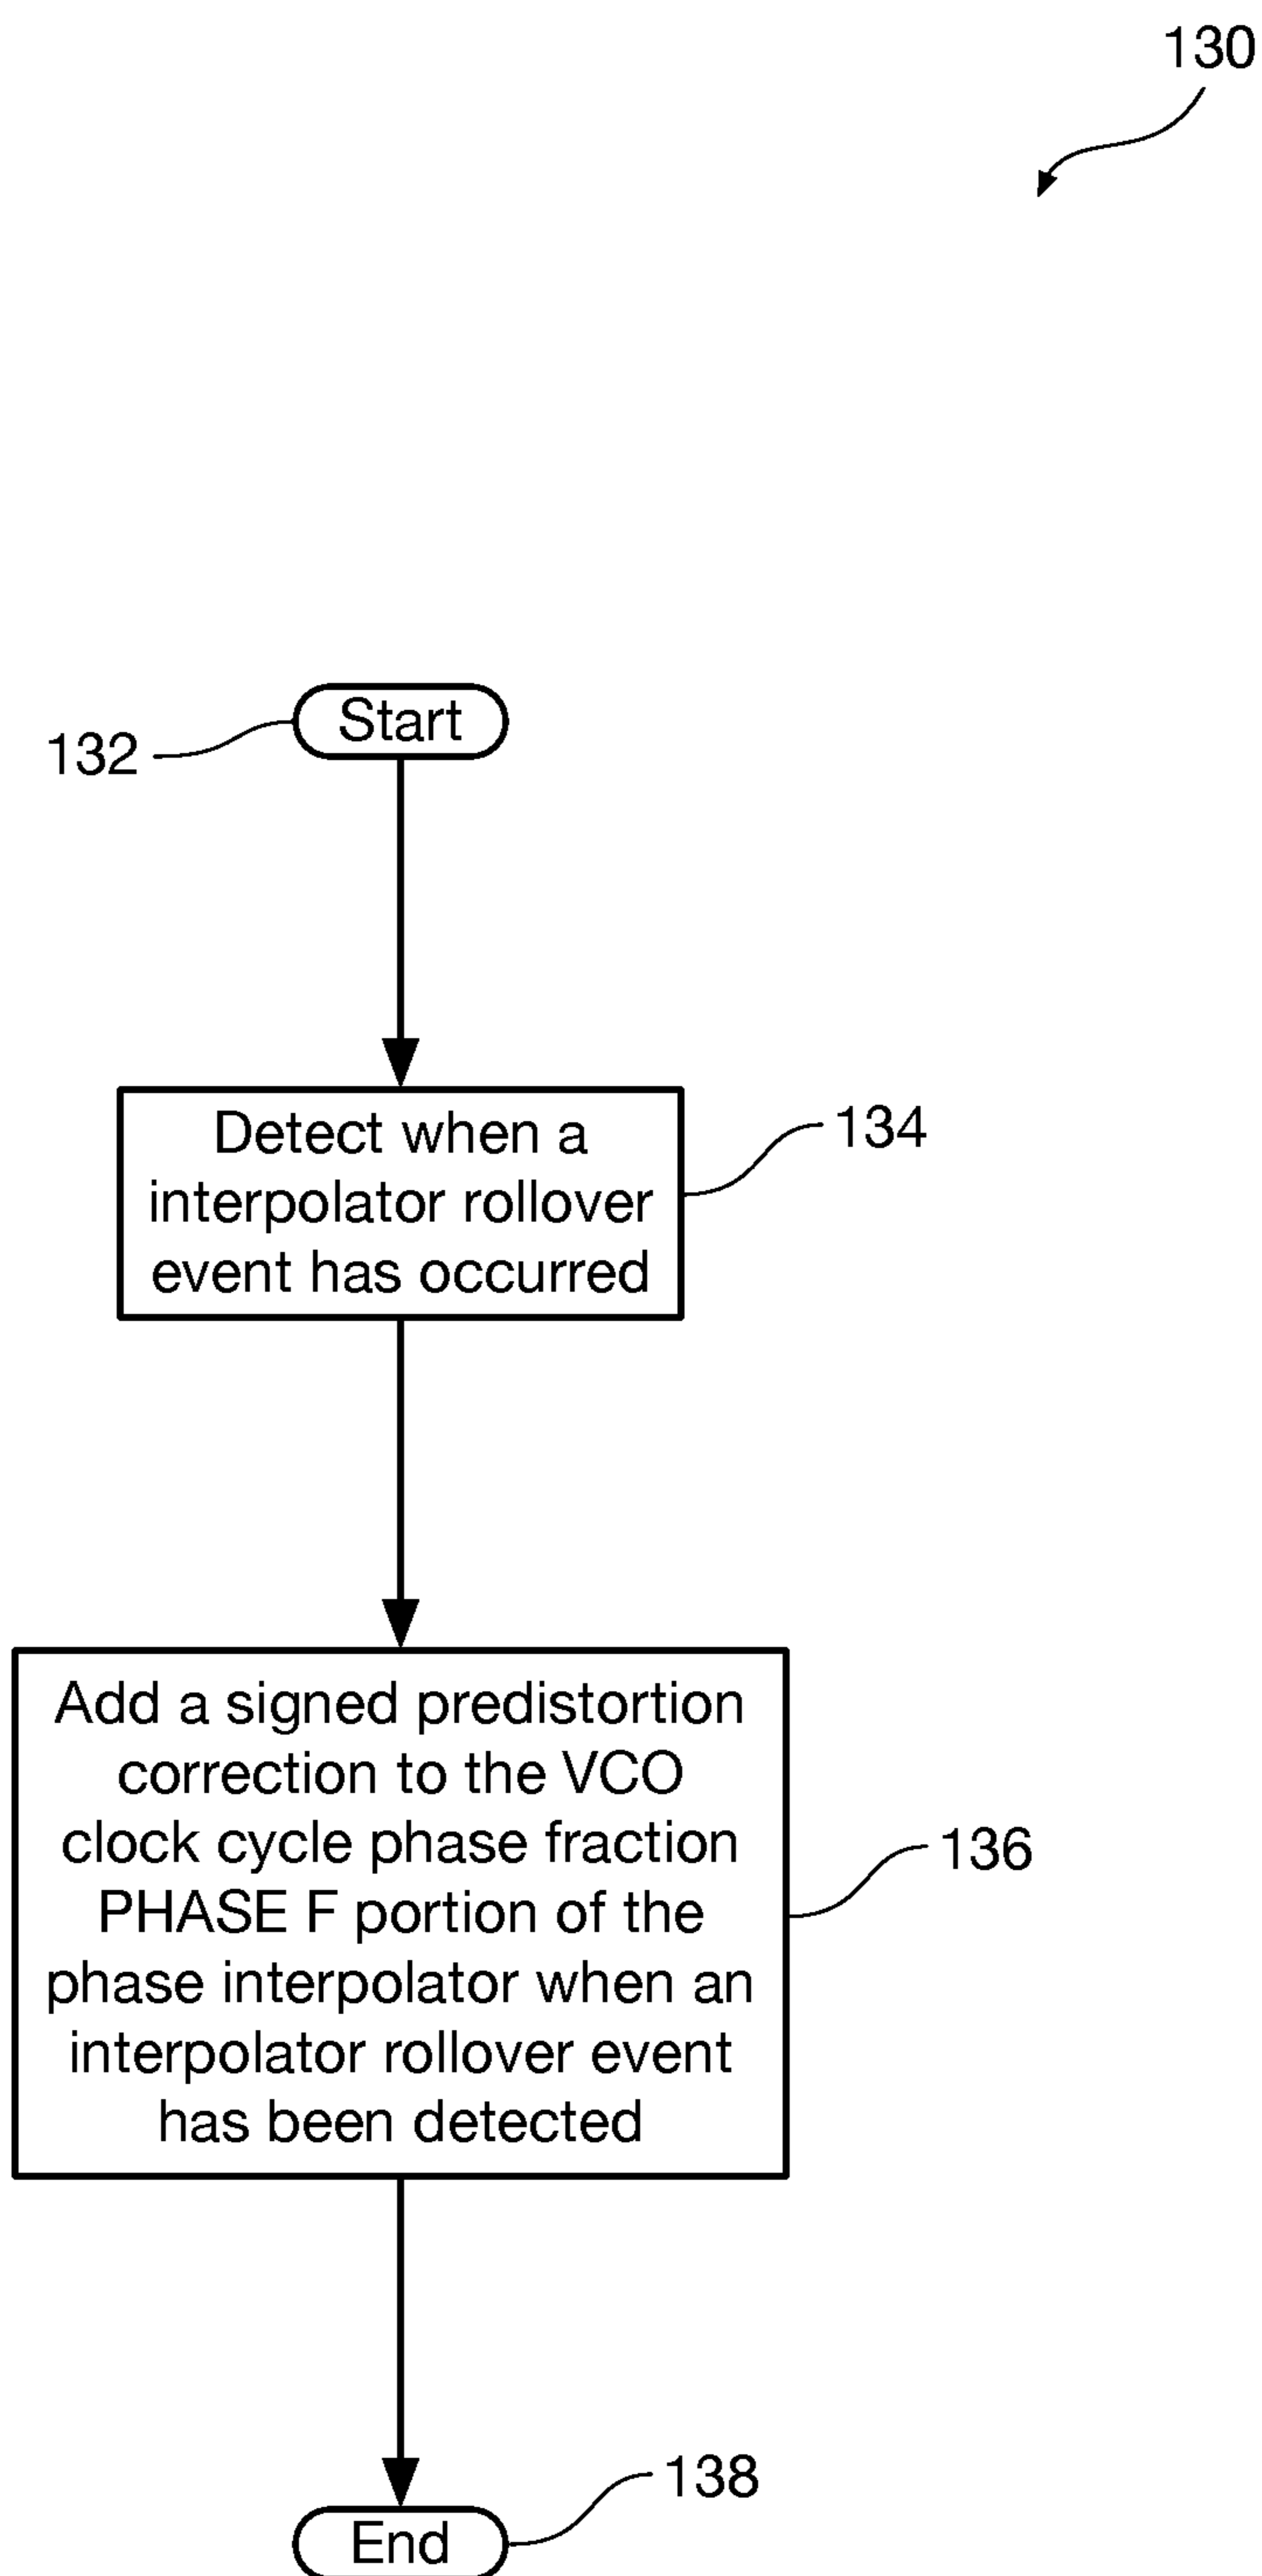 130
Start
132
Detect when a
interpolator rollover
event has occurred
134
Add a signed predistortion
correction to the VCO
clock cycle phase fraction
PHASE F portion of the
phase interpolator when an
interpolator rollover event
has been detected
136
138
End